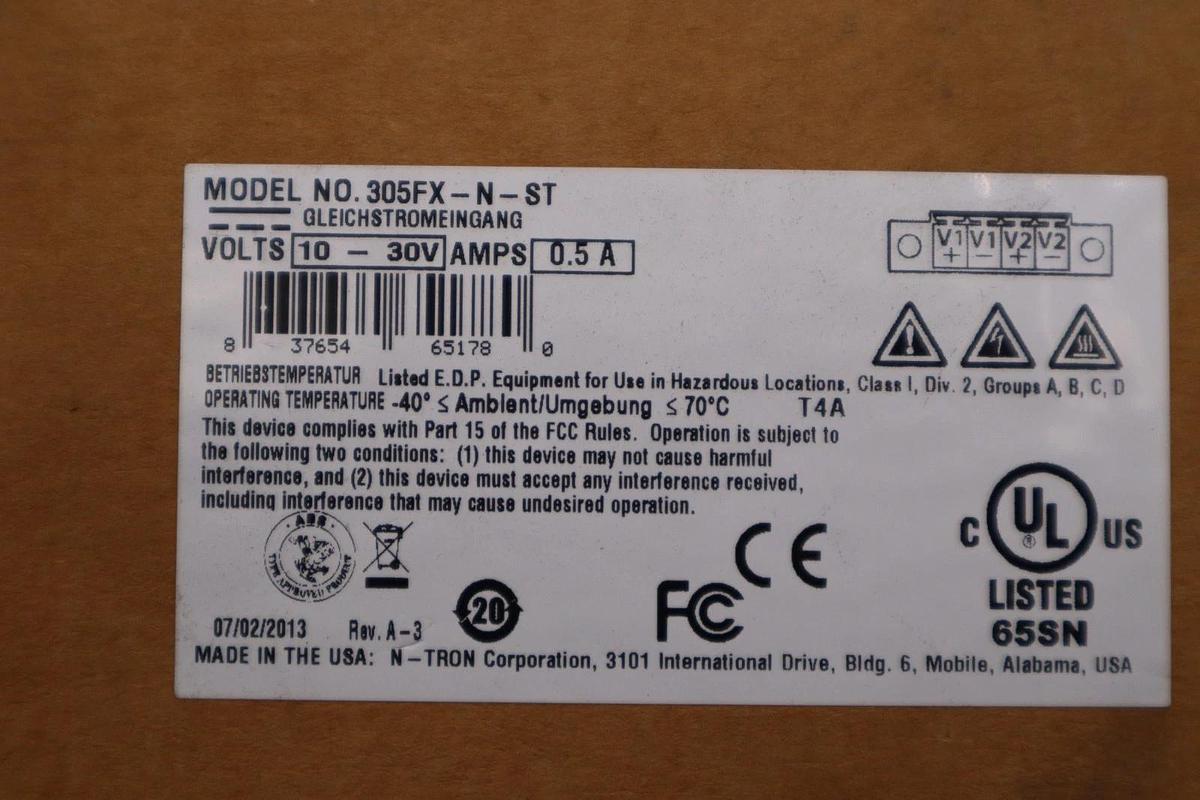 MODEL NO. 305FX-N-ST
GLEICHSTROMEINGANG
VOLTS 10 - 30V AMPS 0.5 A
V1 V1 V2 V2
+ - + -
8 37654 65178 0
BETRIEBSTEMPERATUR Listed E.D.P. Equipment for Use in Hazardous Locations, Class I, Div. 2, Groups A, B, C, D
OPERATING TEMPERATURE -40° ≤ Ambient/Umgebung ≤ 70°C T4A
This device complies with Part 15 of the FCC Rules. Operation is subject to
the following two conditions: (1) this device may not cause harmful
interference, and (2) this device must accept any interference received,
including interference that may cause undesired operation.
ABS
TYPE APPROVED PRODUCT
20
FCC
CE
C UL® US
LISTED
65SN
07/02/2013 Rev. A-3
MADE IN THE USA: N-TRON Corporation, 3101 International Drive, Bldg. 6, Mobile, Alabama, USA